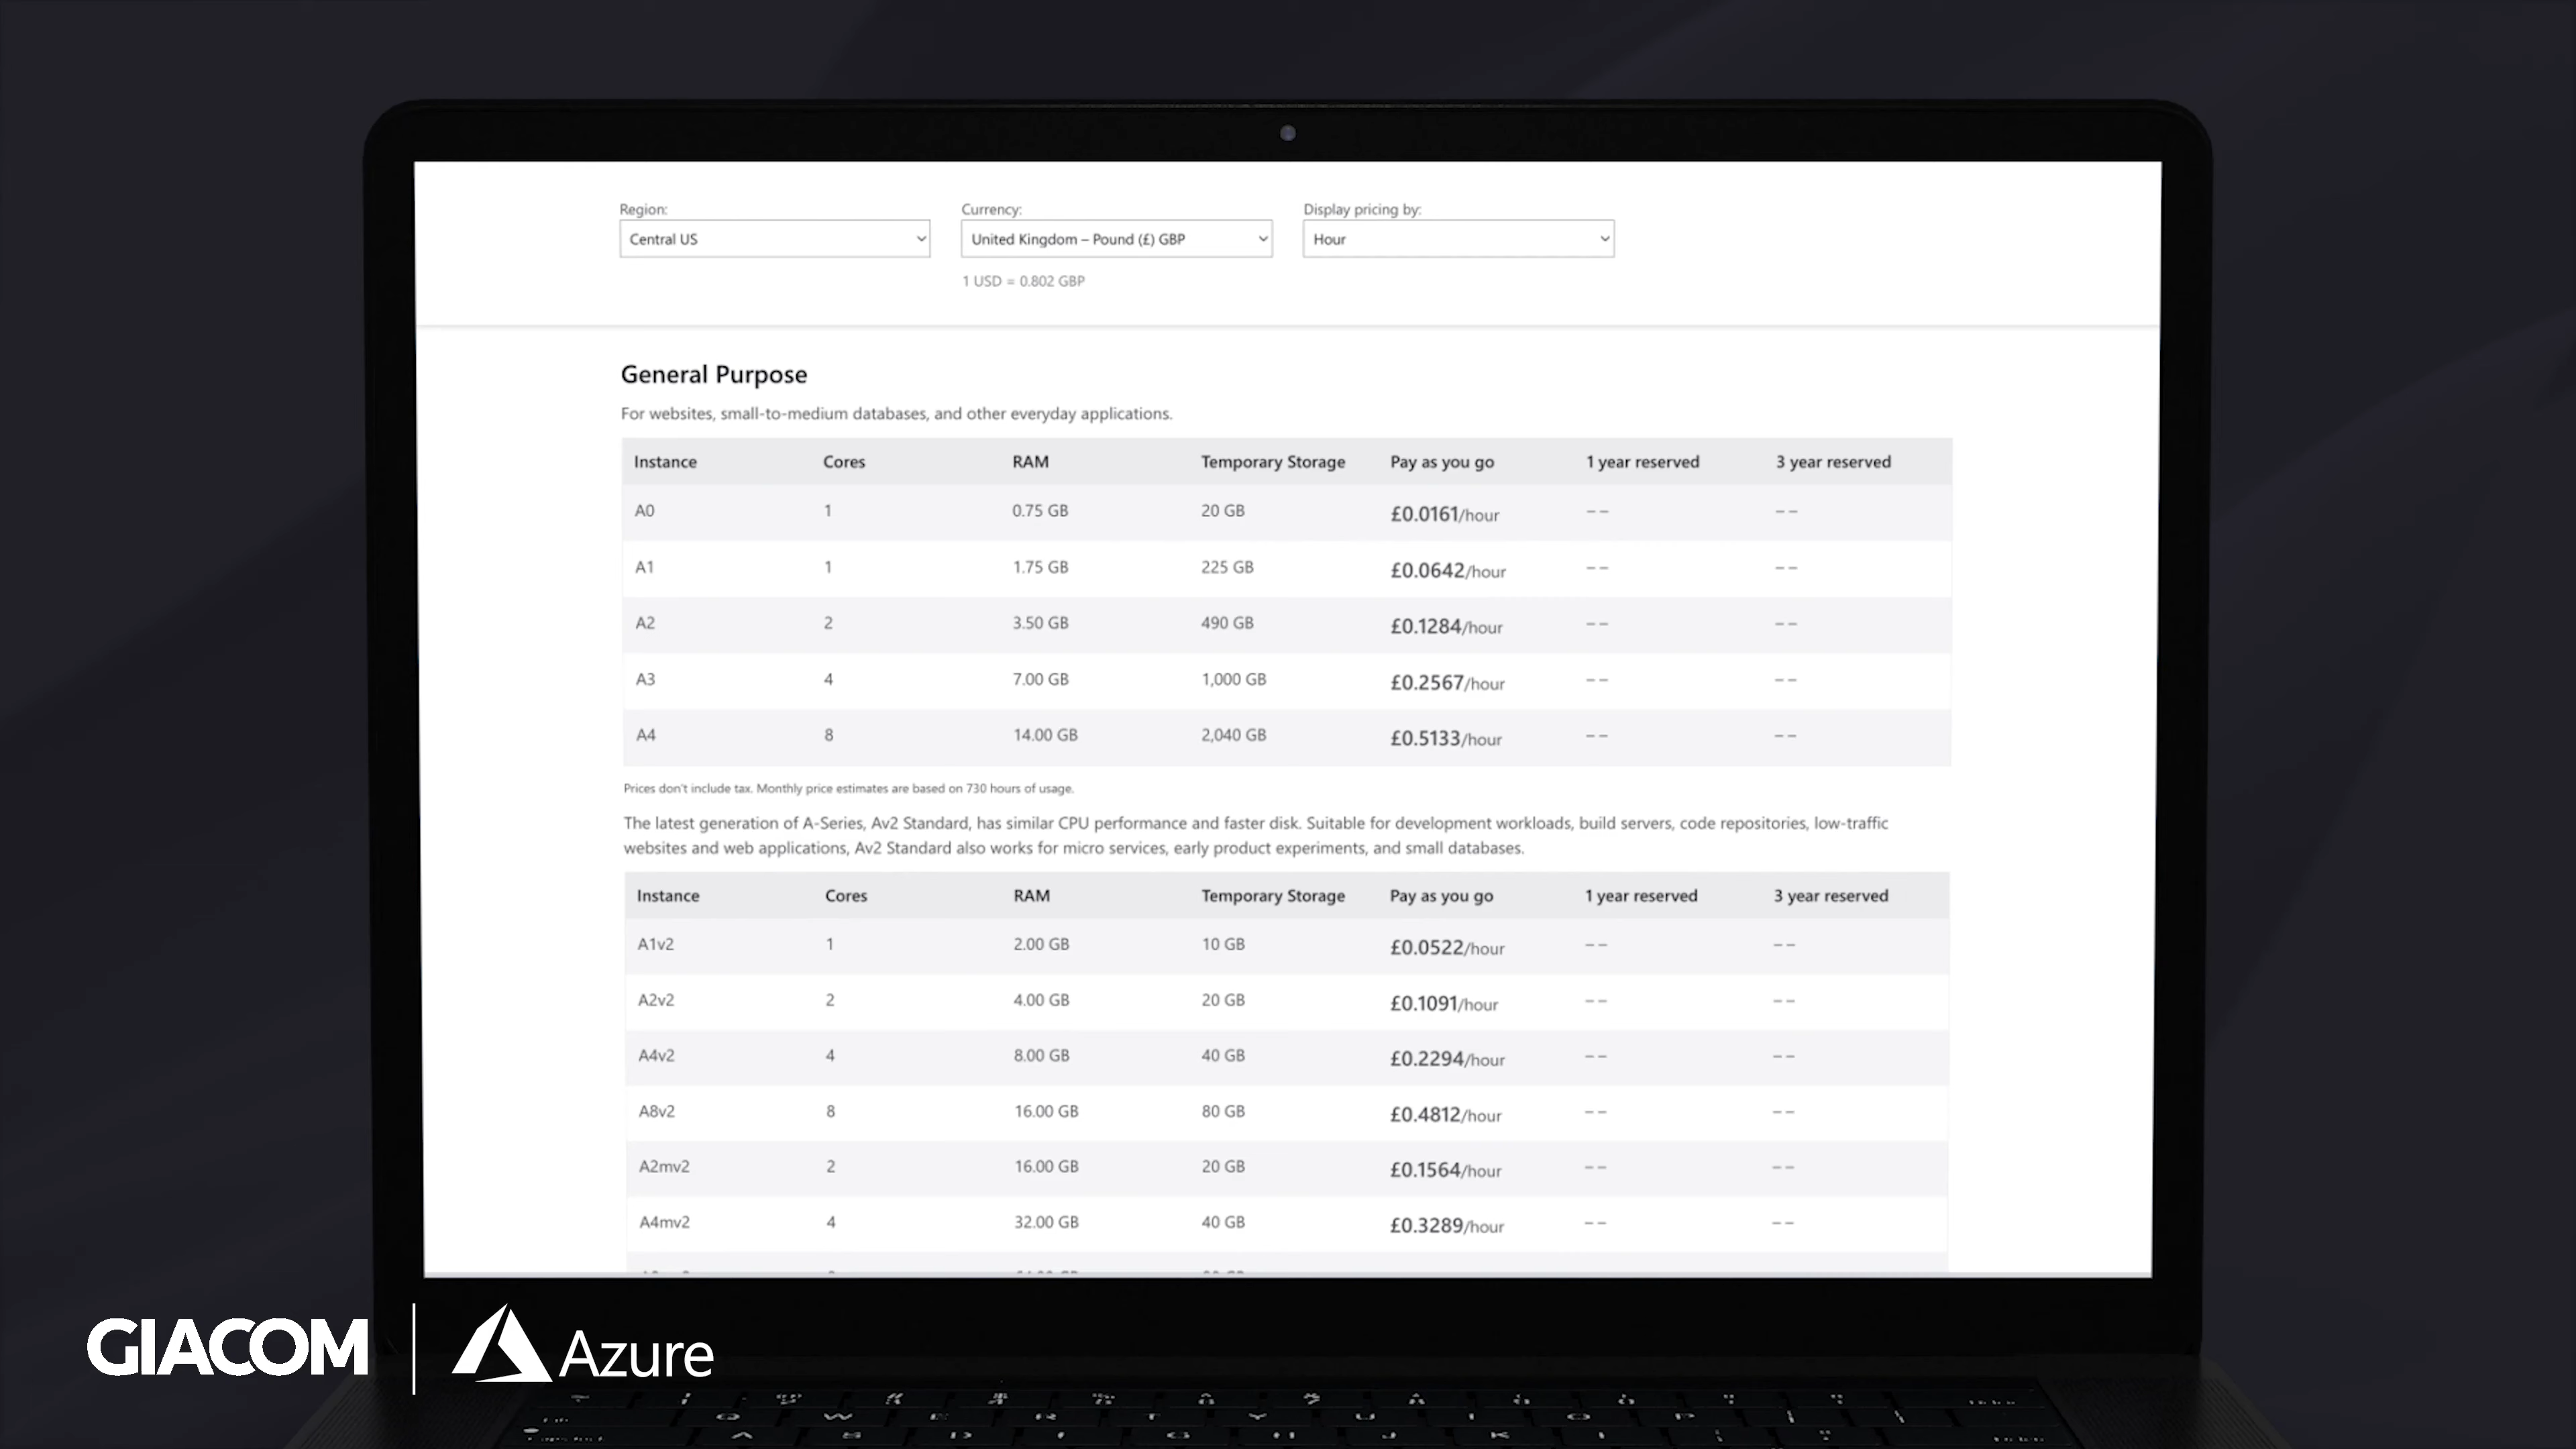 Region: Currency: Display pricing by:
Central US United Kingdom – Pound (£) GBP Hour
1 USD = 0.802 GBP
General Purpose
For websites, small-to-medium databases, and other everyday applications.
Instance Cores RAM Temporary Storage Pay as you go 1 year reserved 3 year reserved
A0 1 0.75 GB 20 GB £0.0161/hour -- --
A1 1 1.75 GB 225 GB £0.0642/hour -- --
A2 2 3.50 GB 490 GB £0.1284/hour -- --
A3 4 7.00 GB 1,000 GB £0.2567/hour -- --
A4 8 14.00 GB 2,040 GB £0.5133/hour -- --
Prices don't include tax. Monthly price estimates are based on 730 hours of usage.
The latest generation of A-Series, Av2 Standard, has similar CPU performance and faster disk. Suitable for development workloads, build servers, code repositories, low-traffic
websites and web applications, Av2 Standard also works for micro services, early product experiments, and small databases.
Instance Cores RAM Temporary Storage Pay as you go 1 year reserved 3 year reserved
A1v2 1 2.00 GB 10 GB £0.0522/hour -- --
A2v2 2 4.00 GB 20 GB £0.1091/hour -- --
A4v2 4 8.00 GB 40 GB £0.2294/hour -- --
A8v2 8 16.00 GB 80 GB £0.4812/hour -- --
A2mv2 2 16.00 GB 20 GB £0.1564/hour -- --
A4mv2 4 32.00 GB 40 GB £0.3289/hour -- --
GIACOM Azure